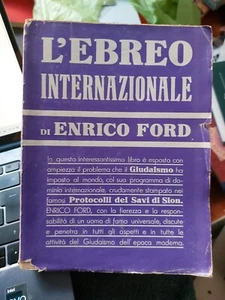 L'EBREO
INTERNAZIONALE
DI ENRICO FORD
In questo interessantissimo libro è esposto con
ampiezza il problema che il Giudaismo ha
imposto al mondo, col suo programma di do-
minio internazionale, crudamente stampato nei
famosi Protocolli dei Savi di Sion.
ENRICO FORD, con la fierezza e la respon-
sabilità di un uomo di fama universale, discute
e penetra in tutti gli aspetti e in tutte le
attività del Giudaismo dell'epoca moderna.